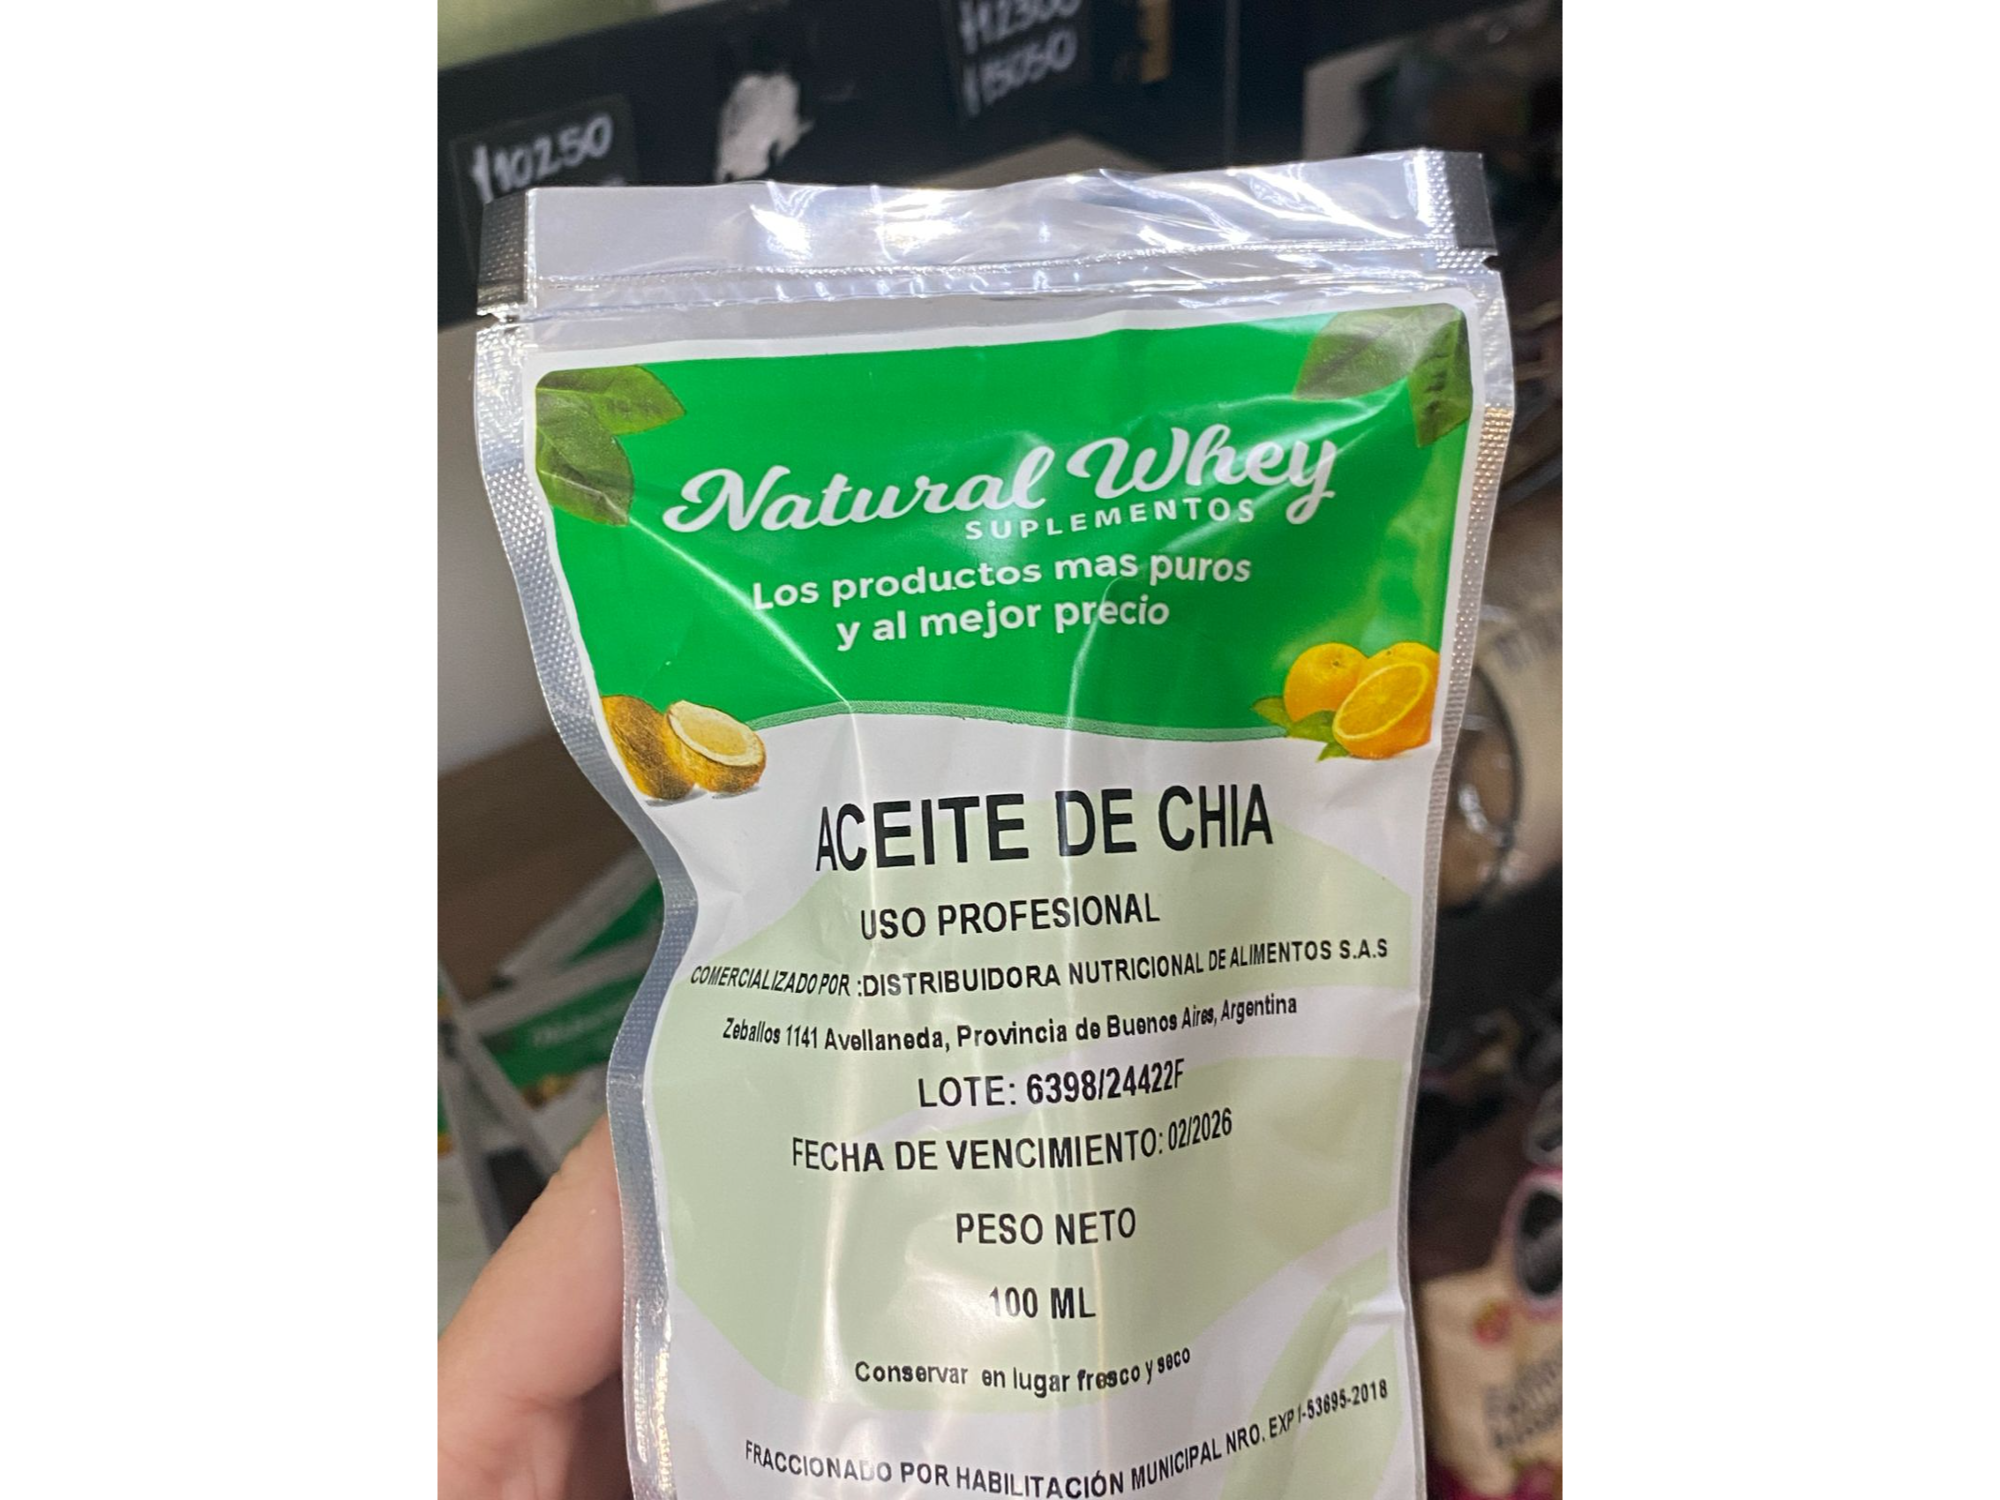 $10250
$12300
$15050
Natural Whey
SUPLEMENTOS
Los productos mas puros
y al mejor precio
ACEITE DE CHIA
USO PROFESIONAL
COMERCIALIZADO POR :DISTRIBUIDORA NUTRICIONAL DE ALIMENTOS S.A.S
Zeballos 1141 Avellaneda, Provincia de Buenos Aires, Argentina
LOTE: 6398/24422F
FECHA DE VENCIMIENTO: 02/2026
PESO NETO
100 ML
Conservar en lugar fresco y seco
FRACCIONADO POR HABILITACIÓN MUNICIPAL NRO. EXP 1-53695-2018